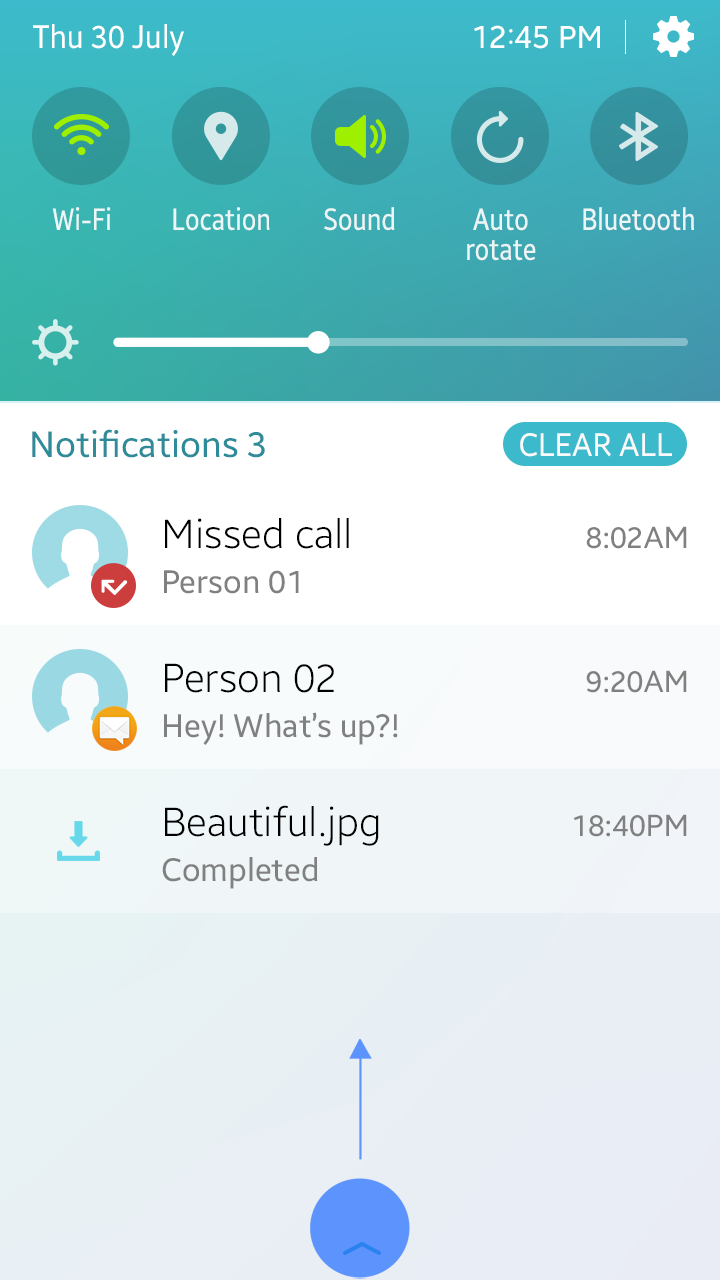 Thu 30 July 12:45 PM
Wi-Fi Location Sound Auto rotate Bluetooth
Notifications 3 CLEAR ALL
Missed call 8:02AM
Person 01
Person 02 9:20AM
Hey! What’s up?!
Beautiful.jpg 18:40PM
Completed